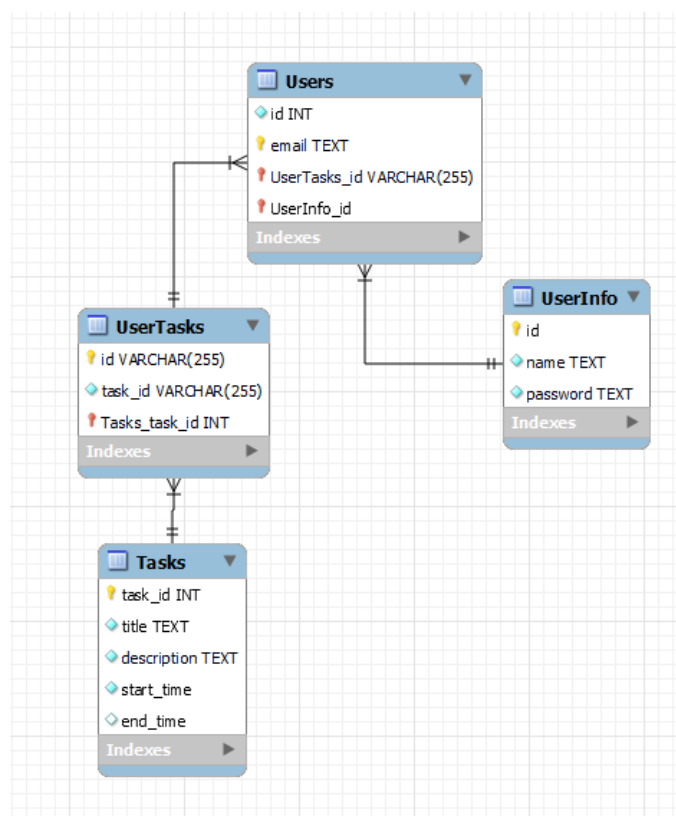 Users
id INT
email TEXT
UserTasks_id VARCHAR(255)
UserInfo_id
Indexes
UserInfo
id
name TEXT
password TEXT
Indexes
UserTasks
id VARCHAR(255)
task_id VARCHAR(255)
Tasks_task_id INT
Indexes
Tasks
task_id INT
title TEXT
description TEXT
start_time
end_time
Indexes